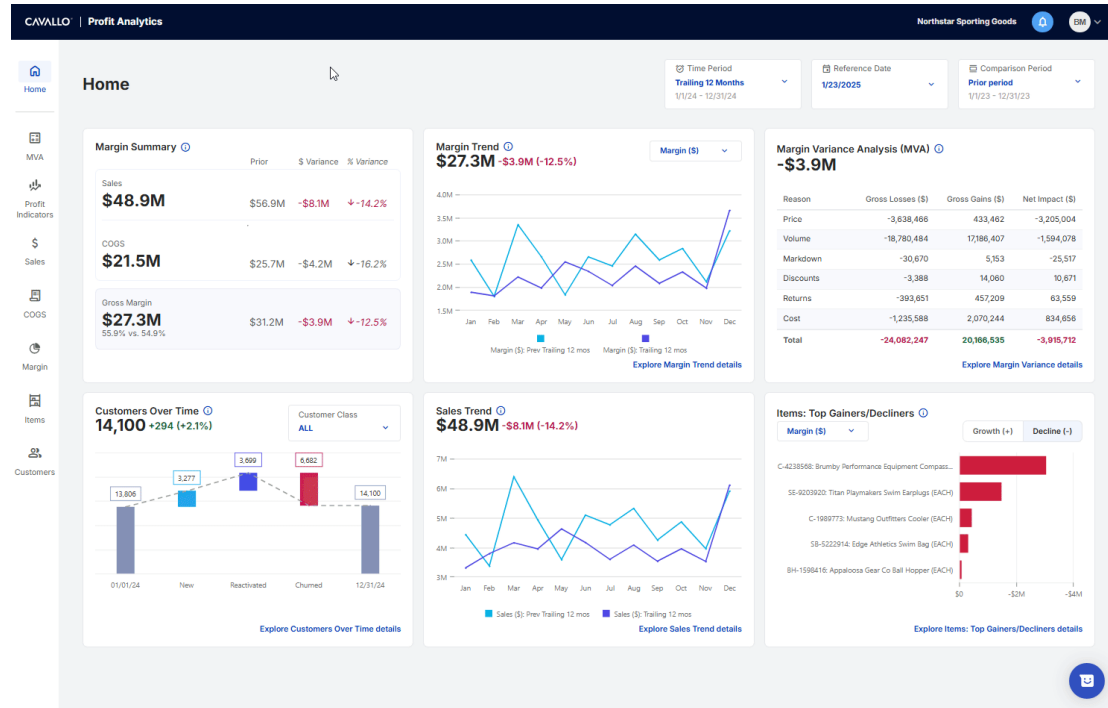 CAVALLO | Profit Analytics
Northstar Sporting Goods
BM
Home
MVA
Profit
Indicators
Sales
COGS
Margin
Items
Customers
Home
Time Period
Trailing 12 Months
1/1/24 - 12/31/24
Reference Date
1/23/2025
Comparison Period
Prior period
1/1/23 - 12/31/23
Margin Summary
Prior $ Variance % Variance
Sales
$48.9M $56.9M -$8.1M -14.2%
COGS
$21.5M $25.7M -$4.2M -16.2%
Gross Margin
$27.3M $31.2M -$3.9M -12.5%
55.9% vs. 54.9%
Margin Trend
$27.3M -$3.9M (-12.5%)
Margin ($)
4.0M
3.5M
3.0M
2.5M
2.0M
1.5M
Jan Feb Mar Apr May Jun Jul Aug Sep Oct Nov Dec
Margin ($): Prev Trailing 12 mos Margin ($): Trailing 12 mos
Explore Margin Trend details
Margin Variance Analysis (MVA)
-$3.9M
Reason Gross Losses ($) Gross Gains ($) Net Impact ($)
Price -3,638,466 433,462 -3,205,004
Volume -18,780,484 17,186,407 -1,594,078
Markdown -30,670 5,153 -25,517
Discounts -3,388 14,060 10,671
Returns -393,651 457,209 63,559
Cost -1,235,588 2,070,244 834,656
Total -24,082,247 20,166,535 -3,915,712
Explore Margin Variance details
Customers Over Time
14,100 +294 (+2.1%)
Customer Class
ALL
13,806
3,277
3,699
6,682
14,100
01/01/24 New Reactivated Churned 12/31/24
Explore Customers Over Time details
Sales Trend
$48.9M -$8.1M (-14.2%)
7M
6M
5M
4M
3M
Jan Feb Mar Apr May Jun Jul Aug Sep Oct Nov Dec
Sales ($): Prev Trailing 12 mos Sales ($): Trailing 12 mos
Explore Sales Trend details
Items: Top Gainers/Decliners
Margin ($)
Growth (+) Decline (-)
C-4238568: Brumby Performance Equipment Compass...
SE-9203920: Titan Playmakers Swim Earplugs (EACH)
C-1989773: Mustang Outfitters Cooler (EACH)
SB-5222914: Edge Athletics Swim Bag (EACH)
BH-1598416: Appaloosa Gear Co Ball Hopper (EACH)
$0 -$2M -$4M
Explore Items: Top Gainers/Decliners details